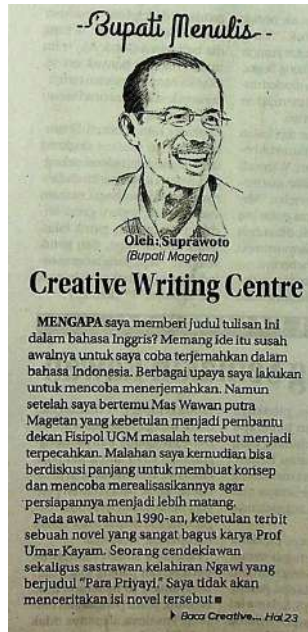 --Bupati Menulis--
Oleh: Suprawoto
(Bupati Magetan)
Creative Writing Centre
MENGAPA saya memberi judul tulisan ini
dalam bahasa Inggris? Memang ide itu susah
awalnya untuk saya coba terjemahkan dalam
bahasa Indonesia. Berbagai upaya saya lakukan
untuk mencoba menerjemahkan. Namun
setelah saya bertemu Mas Wawan putra
Magetan yang kebetulan menjadi pembantu
dekan Fisipol UGM masalah tersebut menjadi
terpecahkan. Malahan saya kemudian bisa
berdiskusi panjang untuk membuat konsep
dan mencoba merealisasikannya agar
persiapannya menjadi lebih matang.
Pada awal tahun 1990-an, kebetulan terbit
sebuah novel yang sangat bagus karya Prof
Umar Kayam. Seorang cendekiawan
sekaligus sastrawan kelahiran Ngawi yang
berjudul "Para Priyayi." Saya tidak akan
menceritakan isi novel tersebut ■
Baca Creative... Hal 23